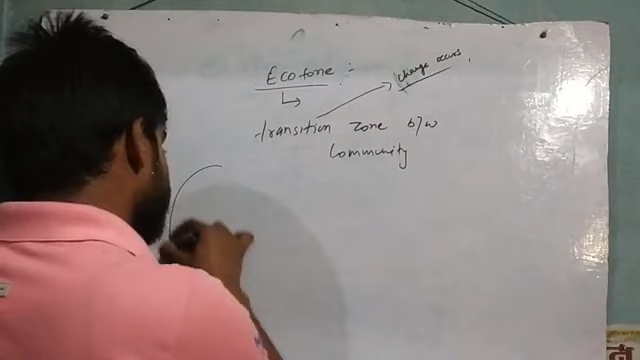 Ecotone :-
change occurs.
transition zone b/w
Community